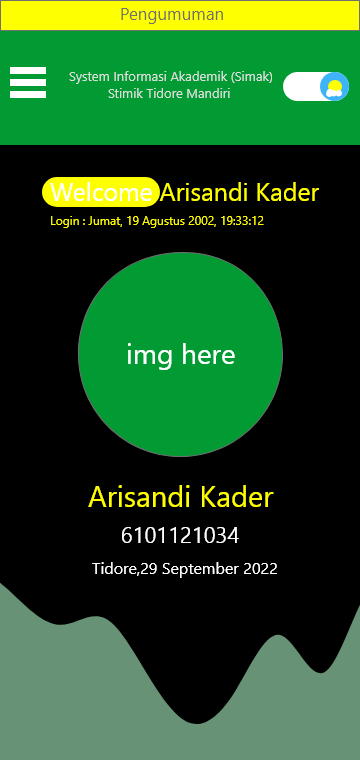 Pengumuman
System Informasi Akademik (Simak)
Stimik Tidore Mandiri
Welcome Arisandi Kader
Login : Jumat, 19 Agustus 2002, 19:33:12
img here
Arisandi Kader
6101121034
Tidore,29 September 2022